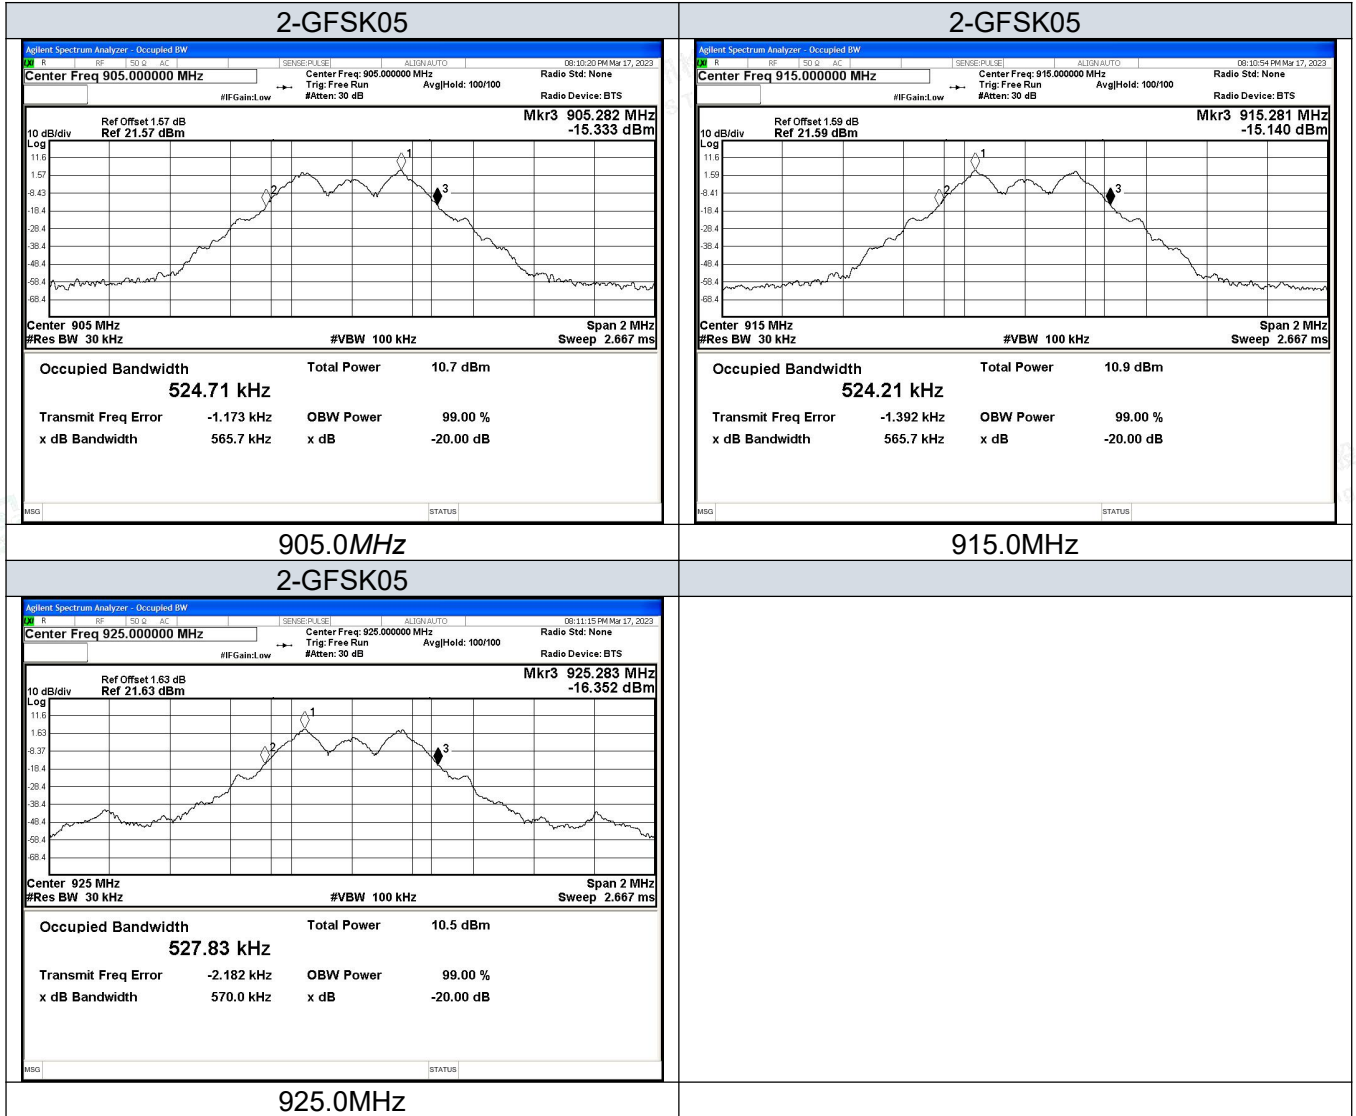 2-GFSK05
2-GFSK05
Agilent Spectrum Analyzer - Occupied BW
LXI R RF 50 Ω AC SENSE:PULSE ALIGN AUTO 08:10:20 PM Mar 17, 2023
Center Freq 905.000000 MHz
Center Freq: 905.000000 MHz
Radio Std: None
Trig: Free Run Avg|Hold: 100/100
#IFGain:Low #Atten: 30 dB Radio Device: BTS
Mkr3 905.282 MHz
-15.333 dBm
Ref Offset 1.57 dB
10 dB/div Ref 21.57 dBm
Log
11.6
1.57
-8.43
-18.4
-28.4
-38.4
-48.4
-58.4
-68.4
1
2
3
Center 905 MHz Span 2 MHz
#Res BW 30 kHz #VBW 100 kHz Sweep 2.667 ms
Occupied Bandwidth Total Power 10.7 dBm
524.71 kHz
Transmit Freq Error -1.173 kHz OBW Power 99.00 %
x dB Bandwidth 565.7 kHz x dB -20.00 dB
MSG STATUS
Agilent Spectrum Analyzer - Occupied BW
LXI R RF 50 Ω AC SENSE:PULSE ALIGN AUTO 08:10:54 PM Mar 17, 2023
Center Freq 915.000000 MHz
Center Freq: 915.000000 MHz
Radio Std: None
Trig: Free Run Avg|Hold: 100/100
#IFGain:Low #Atten: 30 dB Radio Device: BTS
Mkr3 915.281 MHz
-15.140 dBm
Ref Offset 1.59 dB
10 dB/div Ref 21.59 dBm
Log
11.6
1.59
-8.41
-18.4
-28.4
-38.4
-48.4
-58.4
-68.4
1
2
3
Center 915 MHz Span 2 MHz
#Res BW 30 kHz #VBW 100 kHz Sweep 2.667 ms
Occupied Bandwidth Total Power 10.9 dBm
524.21 kHz
Transmit Freq Error -1.392 kHz OBW Power 99.00 %
x dB Bandwidth 565.7 kHz x dB -20.00 dB
MSG STATUS
905.0MHz
915.0MHz
2-GFSK05
Agilent Spectrum Analyzer - Occupied BW
LXI R RF 50 Ω AC SENSE:PULSE ALIGN AUTO 08:11:15 PM Mar 17, 2023
Center Freq 925.000000 MHz
Center Freq: 925.000000 MHz
Radio Std: None
Trig: Free Run Avg|Hold: 100/100
#IFGain:Low #Atten: 30 dB Radio Device: BTS
Mkr3 925.283 MHz
-16.352 dBm
Ref Offset 1.63 dB
10 dB/div Ref 21.63 dBm
Log
11.6
1.63
-8.37
-18.4
-28.4
-38.4
-48.4
-58.4
-68.4
1
2
3
Center 925 MHz Span 2 MHz
#Res BW 30 kHz #VBW 100 kHz Sweep 2.667 ms
Occupied Bandwidth Total Power 10.5 dBm
527.83 kHz
Transmit Freq Error -2.182 kHz OBW Power 99.00 %
x dB Bandwidth 570.0 kHz x dB -20.00 dB
MSG STATUS
925.0MHz